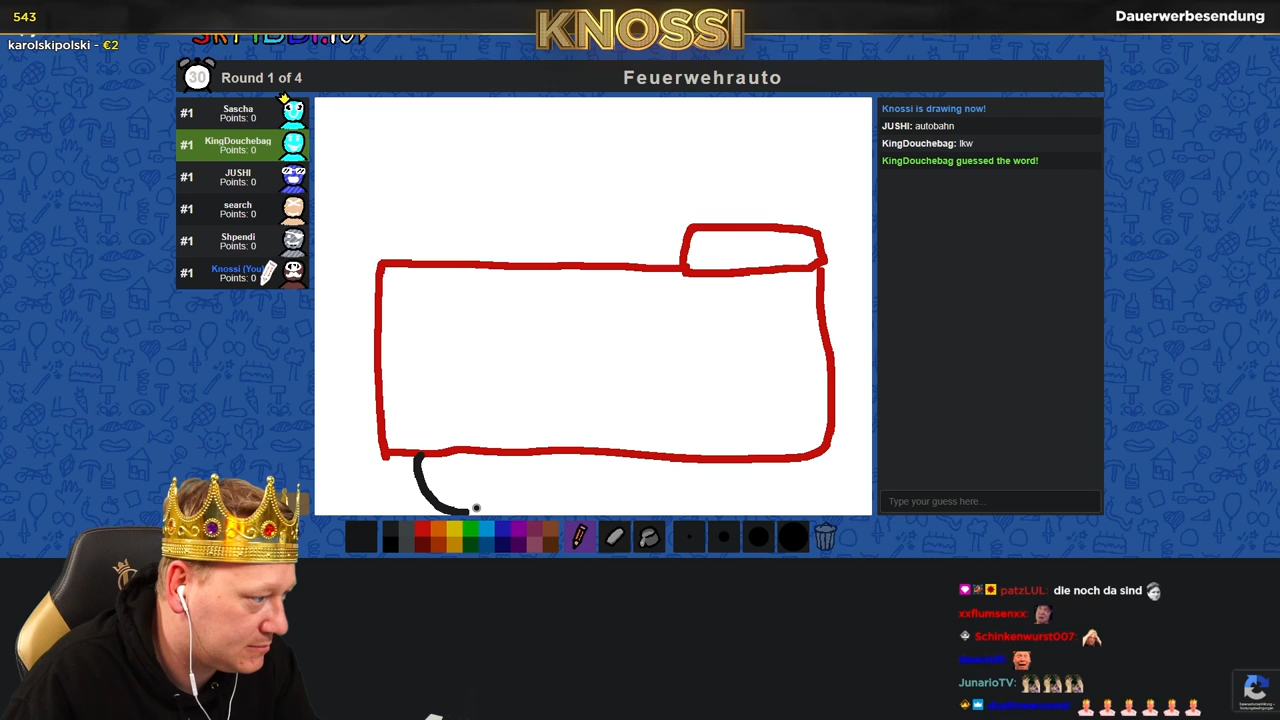 543
KNOSSI
Dauerwerbesendung
karolskipolski - €2
30
Round 1 of 4
Feuerwehrauto
#1
Sascha
Points: 0
#1
KingDouchebag
Points: 0
#1
JUSHI
Points: 0
#1
search
Points: 0
#1
Shpendi
Points: 0
#1
Knossi (You)
Points: 0
Knossi is drawing now!
JUSHI: autobahn
KingDouchebag: lkw
KingDouchebag guessed the word!
Type your guess here...
patzLUL: die noch da sind
xxflumsenxx:
Schinkenwurst007:
JunarioTV: